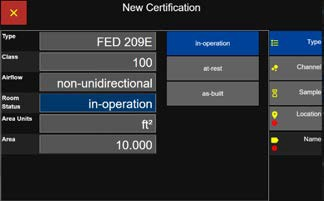 New Certification
Type
FED 209E
Class
100
Airflow
non-unidirectional
Room
Status
in-operation
Area Units
ft²
Area
10.000
in-operation
at-rest
as-built
Type
Channel
Sample
Location
Name